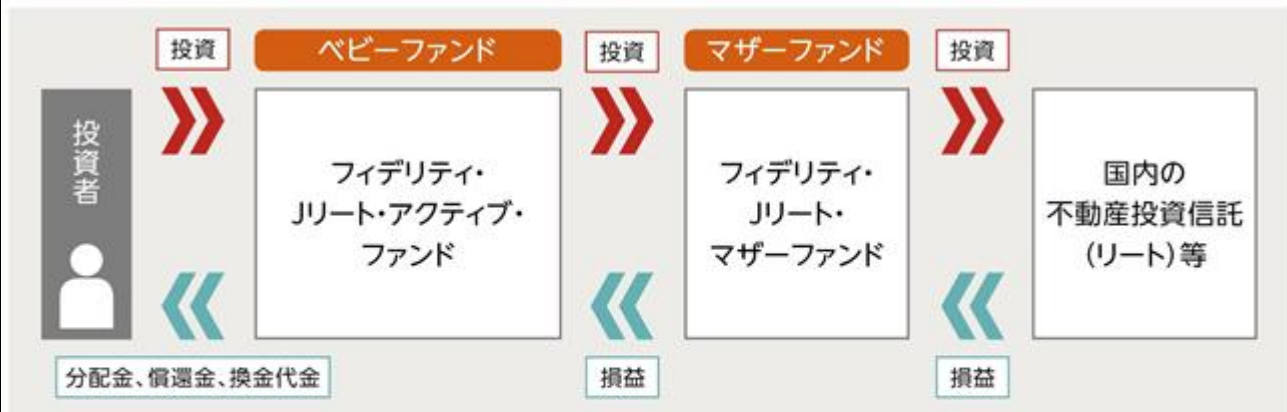 投資
ベビーファンド
投資
マザーファンド
投資
投資者
フィデリティ・
Jリート・アクティブ・
ファンド
フィデリティ・
Jリート・
マザーファンド
国内の
不動産投資信託
(リート)等
分配金、償還金、換金代金
損益
損益